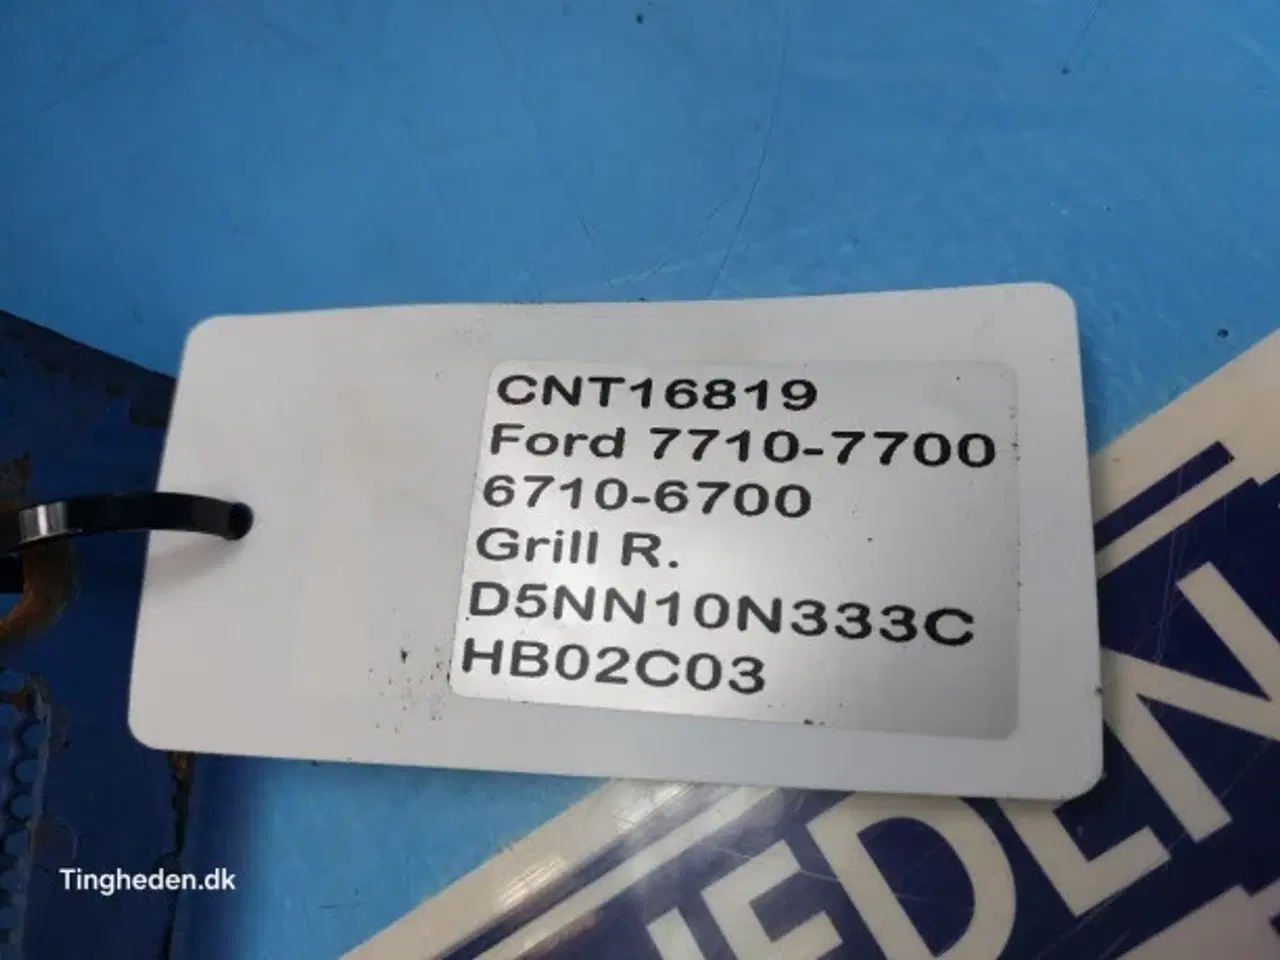 CNT16819
Ford 7710-7700
6710-6700
Grill R.
D5NN10N333C
HB02C03
Tingheden.dk